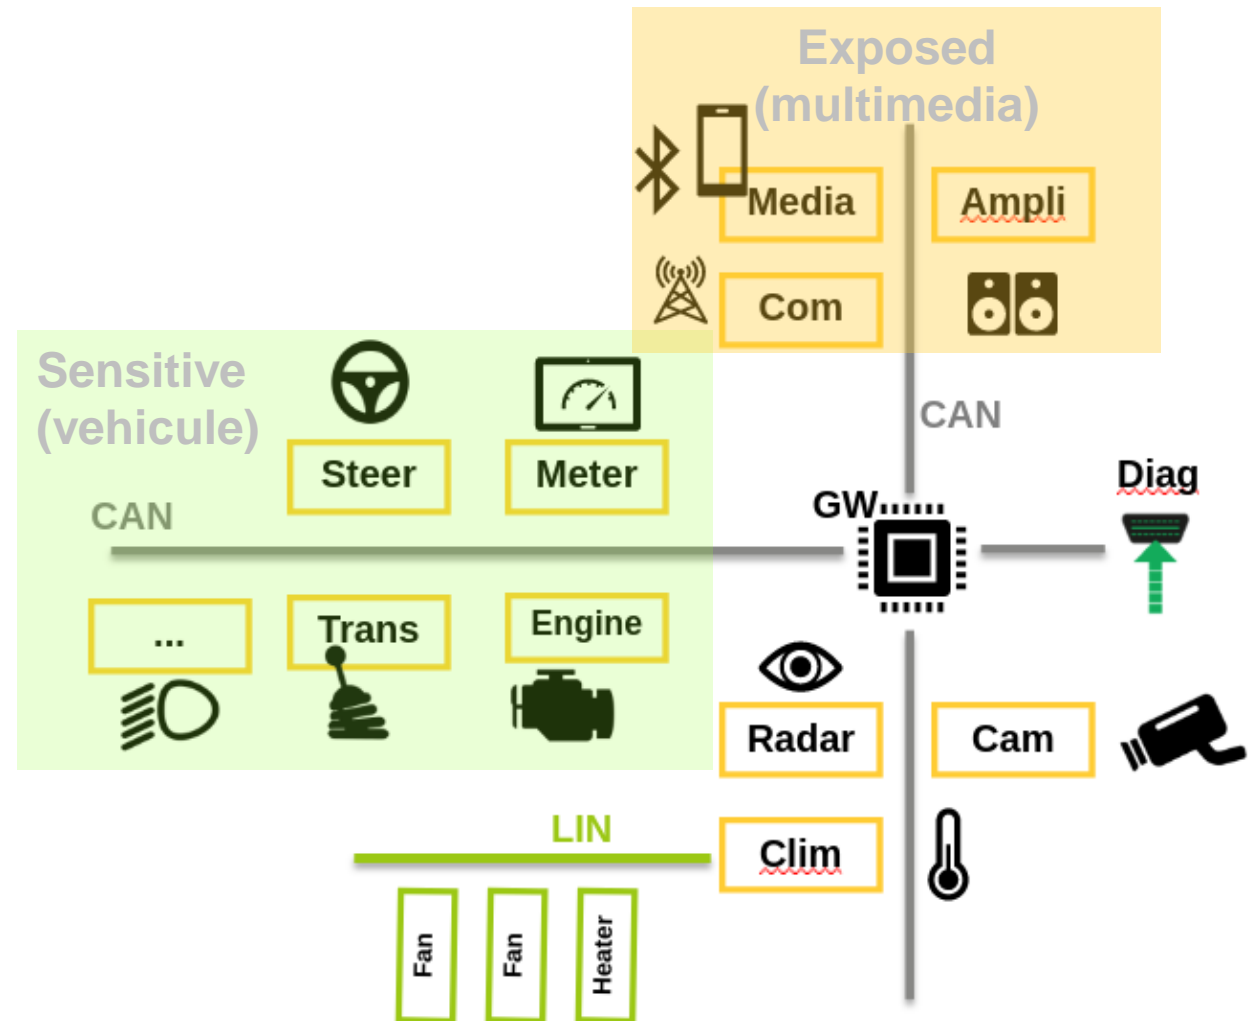 Exposed
(multimedia)
Media
Ampli
Com
Sensitive
(vehicule)
CAN
Steer
Meter
Diag
GW
CAN
...
Trans
Engine
Radar
Cam
LIN
Clim
Fan
Fan
Heater